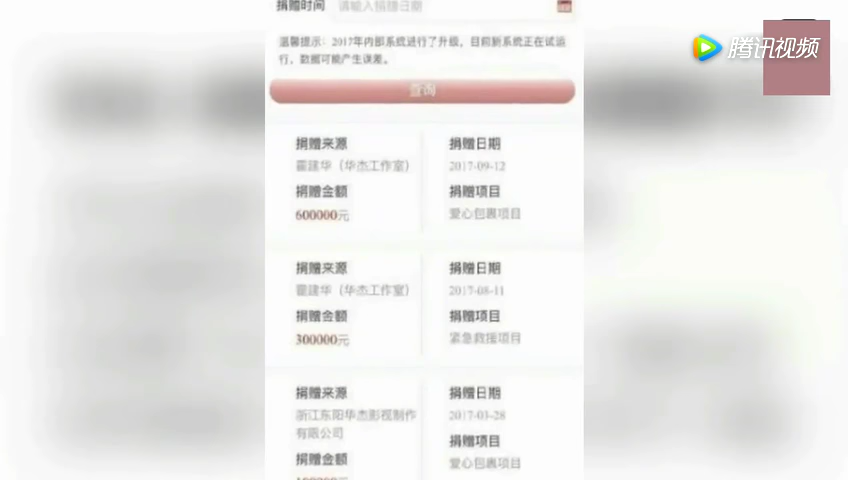 捐赠时间 请输入捐赠日期
温馨提示：2017年内部系统进行了升级，目前新系统正在试运
行，数据可能产生误差。
查询
腾讯视频
捐赠来源 捐赠日期
霍建华（华杰工作室） 2017-09-12
捐赠金额 捐赠项目
600000元 爱心包裹项目
捐赠来源 捐赠日期
霍建华（华杰工作室） 2017-08-11
捐赠金额 捐赠项目
300000元 紧急救援项目
捐赠来源 捐赠日期
浙江东阳华杰影视制作 2017-03-28
有限公司
捐赠金额 捐赠项目
爱心包裹项目